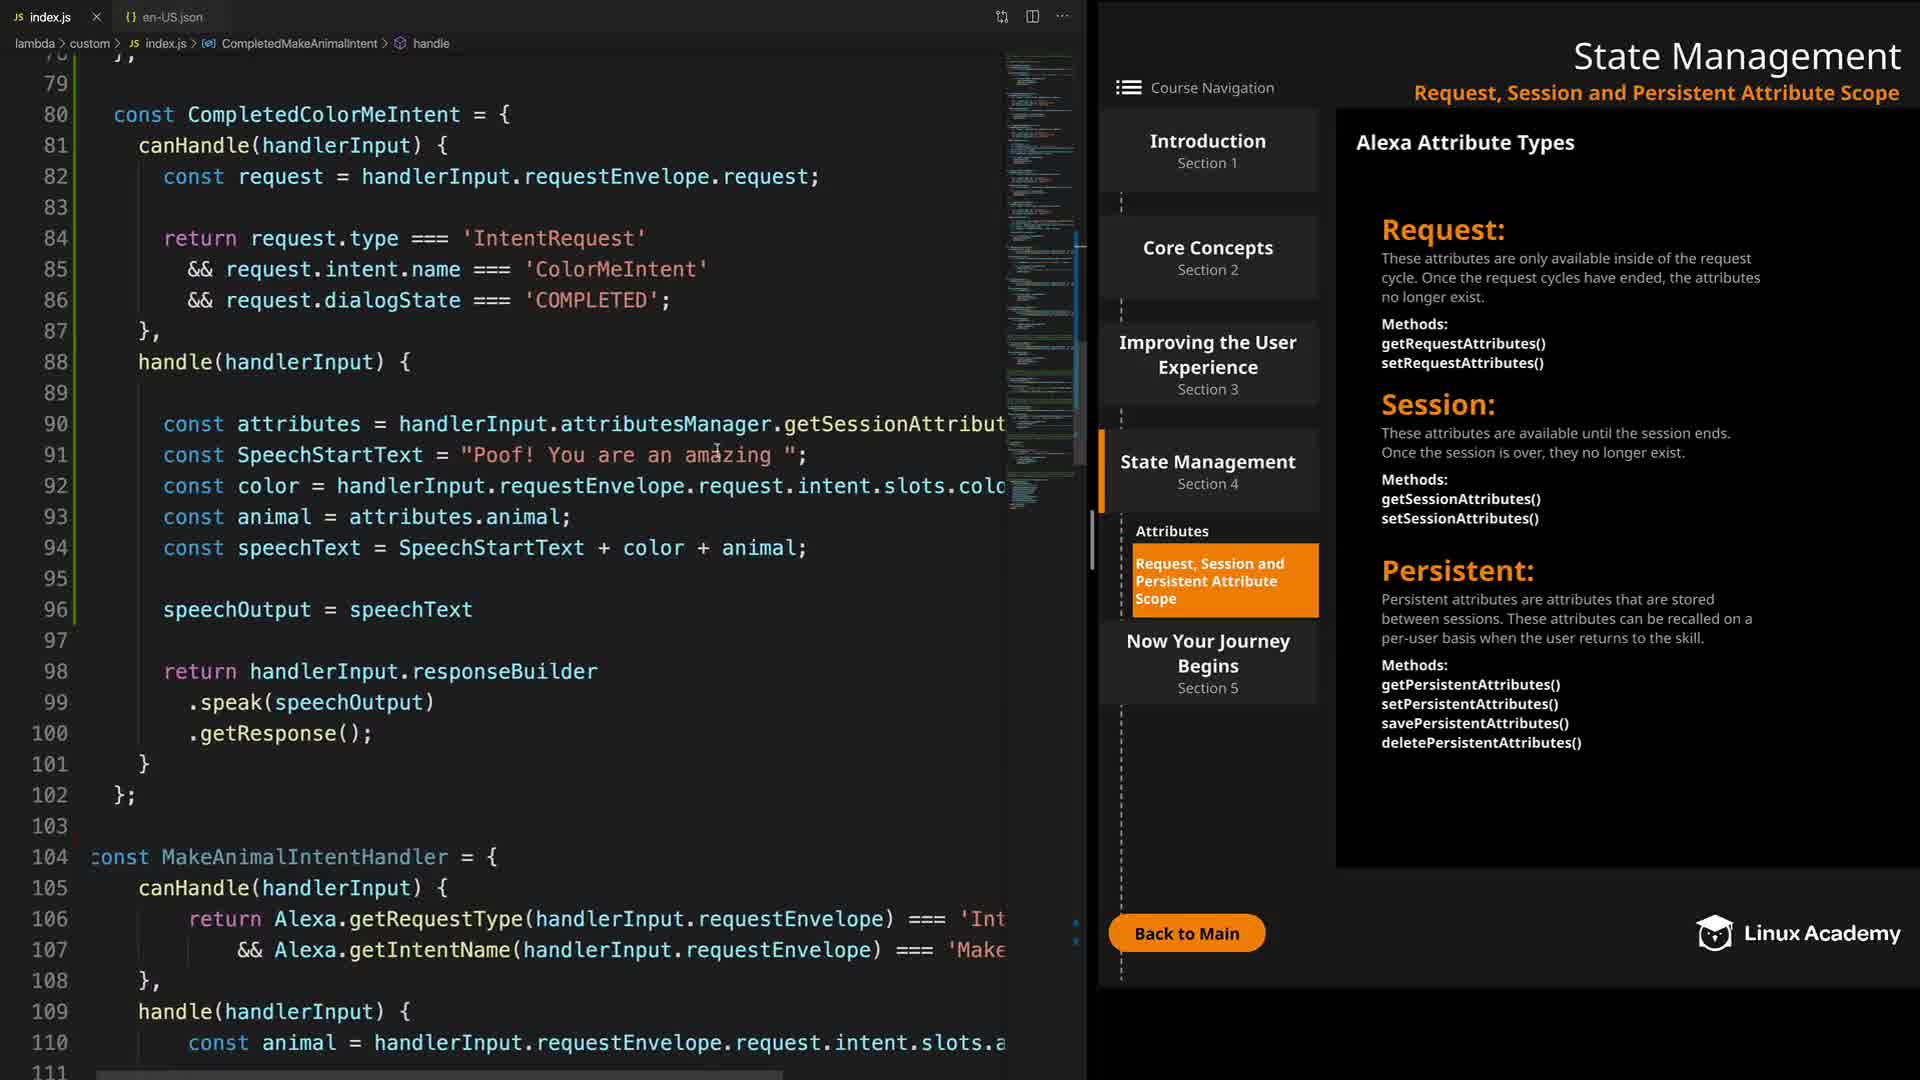 JS index.js ×
{} en-US.json
lambda > custom > JS index.js > CompletedMakeAnimalIntent > handle
78 };
79
80 const CompletedColorMeIntent = {
81 canHandle(handlerInput) {
82 const request = handlerInput.requestEnvelope.request;
83
84 return request.type === 'IntentRequest'
85 && request.intent.name === 'ColorMeIntent'
86 && request.dialogState === 'COMPLETED';
87 },
88 handle(handlerInput) {
89
90 const attributes = handlerInput.attributesManager.getSessionAttribut
91 const SpeechStartText = "Poof! You are an amazing ";
92 const color = handlerInput.requestEnvelope.request.intent.slots.colo
93 const animal = attributes.animal;
94 const speechText = SpeechStartText + color + animal;
95
96 speechOutput = speechText
97
98 return handlerInput.responseBuilder
99 .speak(speechOutput)
100 .getResponse();
101 }
102 };
103
104 const MakeAnimalIntentHandler = {
105 canHandle(handlerInput) {
106 return Alexa.getRequestType(handlerInput.requestEnvelope) === 'Int
107 && Alexa.getIntentName(handlerInput.requestEnvelope) === 'Make
108 },
109 handle(handlerInput) {
110 const animal = handlerInput.requestEnvelope.request.intent.slots.a
111
State Management
Request, Session and Persistent Attribute Scope
Course Navigation
Introduction
Section 1
Core Concepts
Section 2
Improving the User
Experience
Section 3
State Management
Section 4
Attributes
Request, Session and
Persistent Attribute
Scope
Now Your Journey
Begins
Section 5
Back to Main
Alexa Attribute Types
Request:
These attributes are only available inside of the request
cycle. Once the request cycles have ended, the attributes
no longer exist.
Methods:
getRequestAttributes()
setRequestAttributes()
Session:
These attributes are available until the session ends.
Once the session is over, they no longer exist.
Methods:
getSessionAttributes()
setSessionAttributes()
Persistent:
Persistent attributes are attributes that are stored
between sessions. These attributes can be recalled on a
per-user basis when the user returns to the skill.
Methods:
getPersistentAttributes()
setPersistentAttributes()
savePersistentAttributes()
deletePersistentAttributes()
Linux Academy